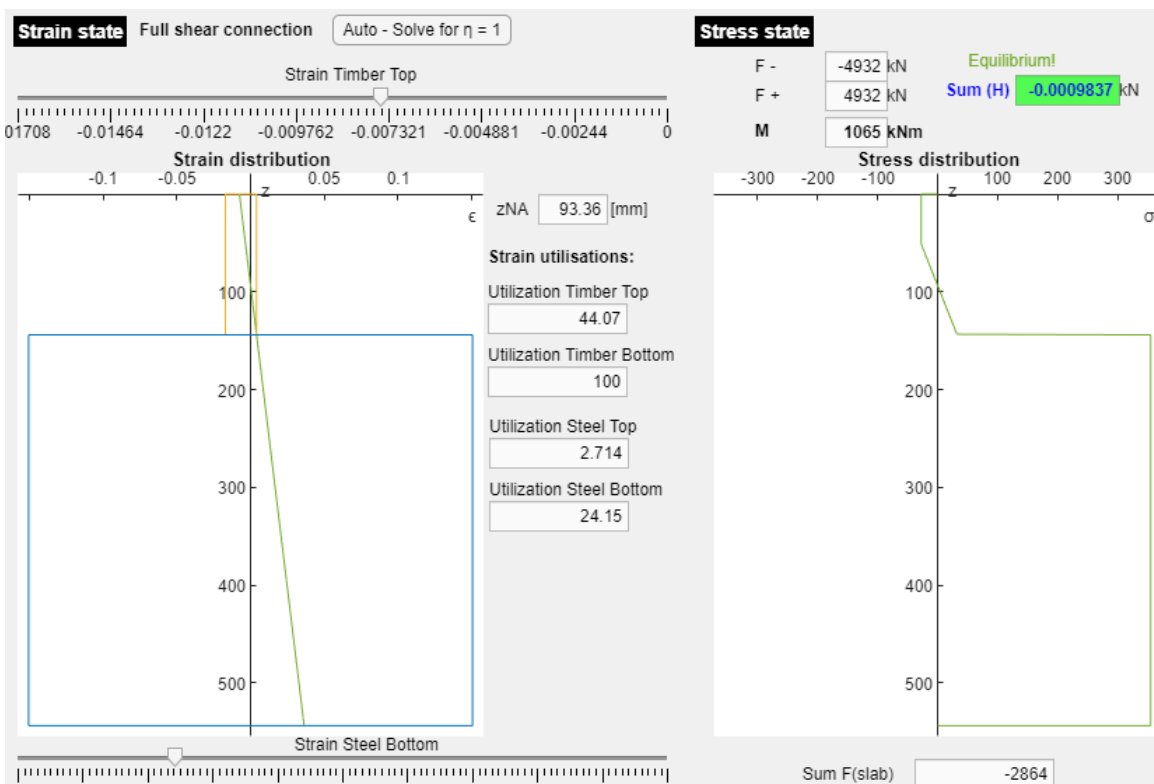 Strain state Full shear connection Auto - Solve for η = 1
Strain Timber Top
01708 -0.01464 -0.0122 -0.009762 -0.007321 -0.004881 -0.00244 0
Strain distribution
-0.1 -0.05 0.05 0.1
z
ϵ
100
200
300
400
500
zNA 93.36 [mm]
Strain utilisations:
Utilization Timber Top
44.07
Utilization Timber Bottom
100
Utilization Steel Top
2.714
Utilization Steel Bottom
24.15
Strain Steel Bottom
Stress state
F - -4932 kN
F + 4932 kN
M 1065 kNm
Equilibrium!
Sum (H) -0.0009837 kN
Stress distribution
-300 -200 -100 100 200 300
z
σ
100
200
300
400
500
Sum F(slab) -2864